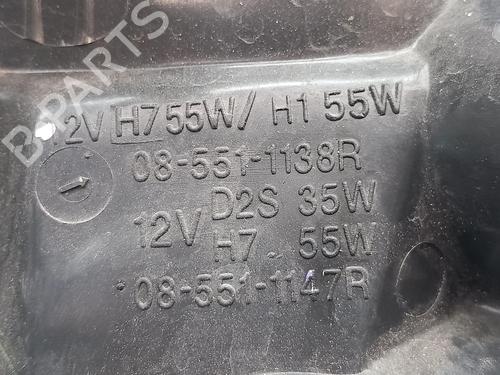 B-PARTS
12V H7 55W/ H1 55W
08-551-1138R
12V D2S 35W
H7 55W
08-551-1147R